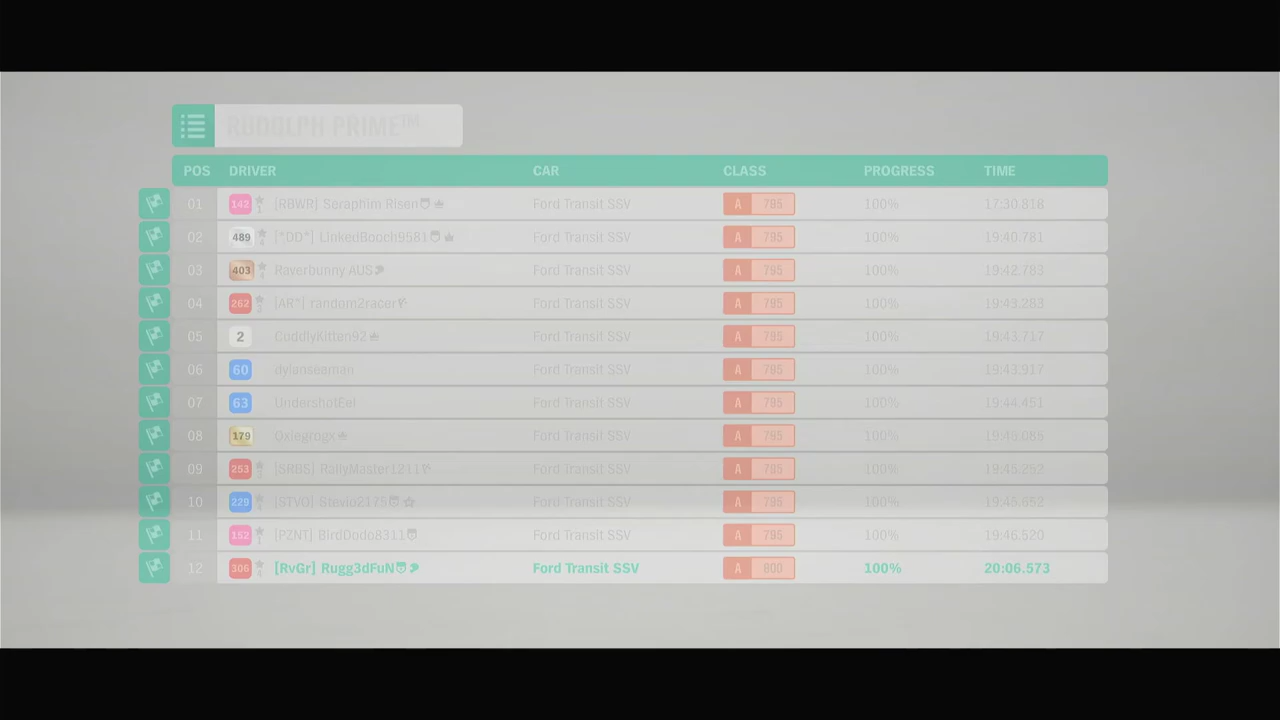 RUDOLPH PRIME™
POS DRIVER CAR CLASS PROGRESS TIME
01 142 [RBWR] Seraphim Risen Ford Transit SSV A 795 100% 17:30.818
02 489 [*DD*] LinkedBooch9581 Ford Transit SSV A 795 100% 19:40.781
03 403 Raverbunny AUS Ford Transit SSV A 795 100% 19:42.783
04 262 [AR*] random2racer Ford Transit SSV A 795 100% 19:43.283
05 2 CuddlyKitten92 Ford Transit SSV A 795 100% 19:43.717
06 60 dylanseeman Ford Transit SSV A 795 100% 19:43.917
07 63 UndershotEel Ford Transit SSV A 795 100% 19:44.451
08 179 Ford Transit SSV A 795 100% 19:45.085
09 253 [SRBS] RallyMaster1211 Ford Transit SSV A 795 100% 19:45.252
10 229 [STVO] Stevio2175 Ford Transit SSV A 795 100% 19:45.652
11 152 [PZNT] BirdDodo8311 Ford Transit SSV A 795 100% 19:46.520
12 306 [RvGr] Rugg3dFuN Ford Transit SSV A 800 100% 20:06.573